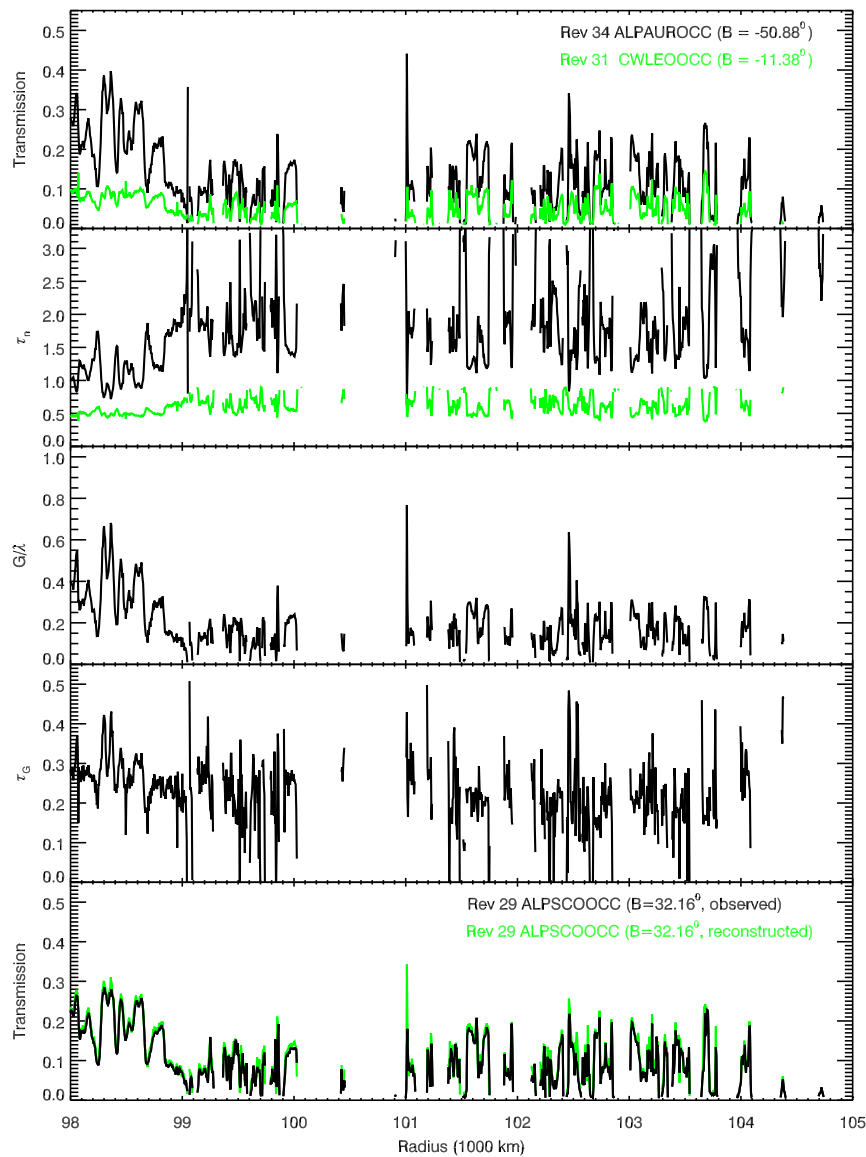 Rev 34 ALPAUROCC (B = -50.88⁰)
Rev 31 CWLEOOCC (B = -11.38⁰)
Transmission
0.5
0.4
0.3
0.2
0.1
0.0
τn
3.0
2.5
2.0
1.5
1.0
0.5
0.0
G/λ
1.0
0.8
0.6
0.4
0.2
0.0
τG
0.5
0.4
0.3
0.2
0.1
0.0
Rev 29 ALPSCOOCC (B=32.16⁰, observed)
Rev 29 ALPSCOOCC (B=32.16⁰, reconstructed)
Transmission
0.5
0.4
0.3
0.2
0.1
0.0
98 99 100 101 102 103 104 105
Radius (1000 km)